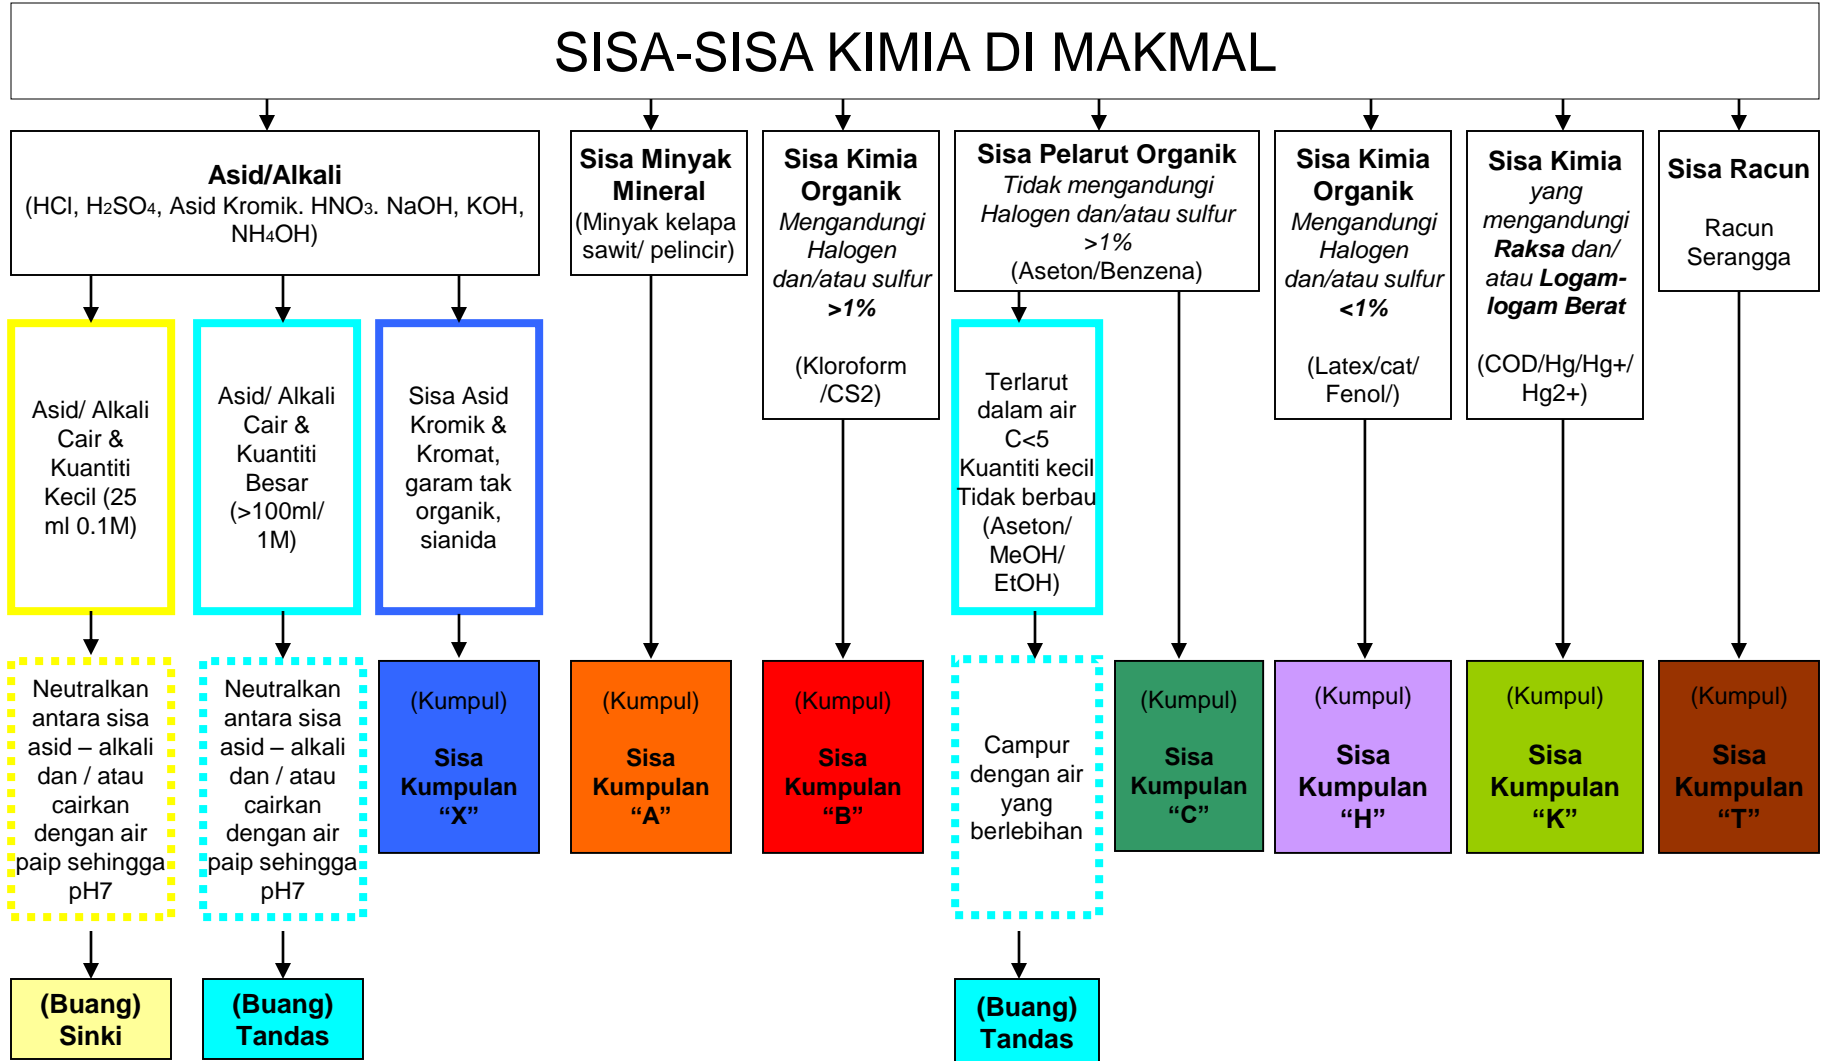 SISA-SISA KIMIA DI MAKMAL
Asid/Alkali
(HCl, H2SO4, Asid Kromik. HNO3. NaOH, KOH,
NH4OH)
Sisa Minyak
Mineral
(Minyak kelapa
sawit/ pelincir)
Sisa Kimia
Organik
Mengandungi
Halogen
dan/atau sulfur
>1%
(Kloroform
/CS2)
Sisa Pelarut Organik
Tidak mengandungi
Halogen dan/atau sulfur
>1%
(Aseton/Benzena)
Sisa Kimia
Organik
Mengandungi
Halogen
dan/atau sulfur
<1%
(Latex/cat/
Fenol/)
Sisa Kimia
yang
mengandungi
Raksa dan/
atau Logam-
logam Berat
(COD/Hg/Hg+/
Hg2+)
Sisa Racun
Racun
Serangga
Asid/ Alkali
Cair &
Kuantiti
Kecil (25
ml 0.1M)
Asid/ Alkali
Cair &
Kuantiti
Besar
(>100ml/
1M)
Sisa Asid
Kromik &
Kromat,
garam tak
organik,
sianida
Terlarut
dalam air
C<5
Kuantiti kecil
Tidak berbau
(Aseton/
MeOH/
EtOH)
Neutralkan
antara sisa
asid – alkali
dan / atau
cairkan
dengan air
paip sehingga
pH7
Neutralkan
antara sisa
asid – alkali
dan / atau
cairkan
dengan air
paip sehingga
pH7
(Kumpul)
Sisa
Kumpulan
“X”
(Kumpul)
Sisa
Kumpulan
“A”
(Kumpul)
Sisa
Kumpulan
“B”
Campur
dengan air
yang
berlebihan
(Kumpul)
Sisa
Kumpulan
“C”
(Kumpul)
Sisa
Kumpulan
“H”
(Kumpul)
Sisa
Kumpulan
“K”
(Kumpul)
Sisa
Kumpulan
“T”
(Buang)
Sinki
(Buang)
Tandas
(Buang)
Tandas